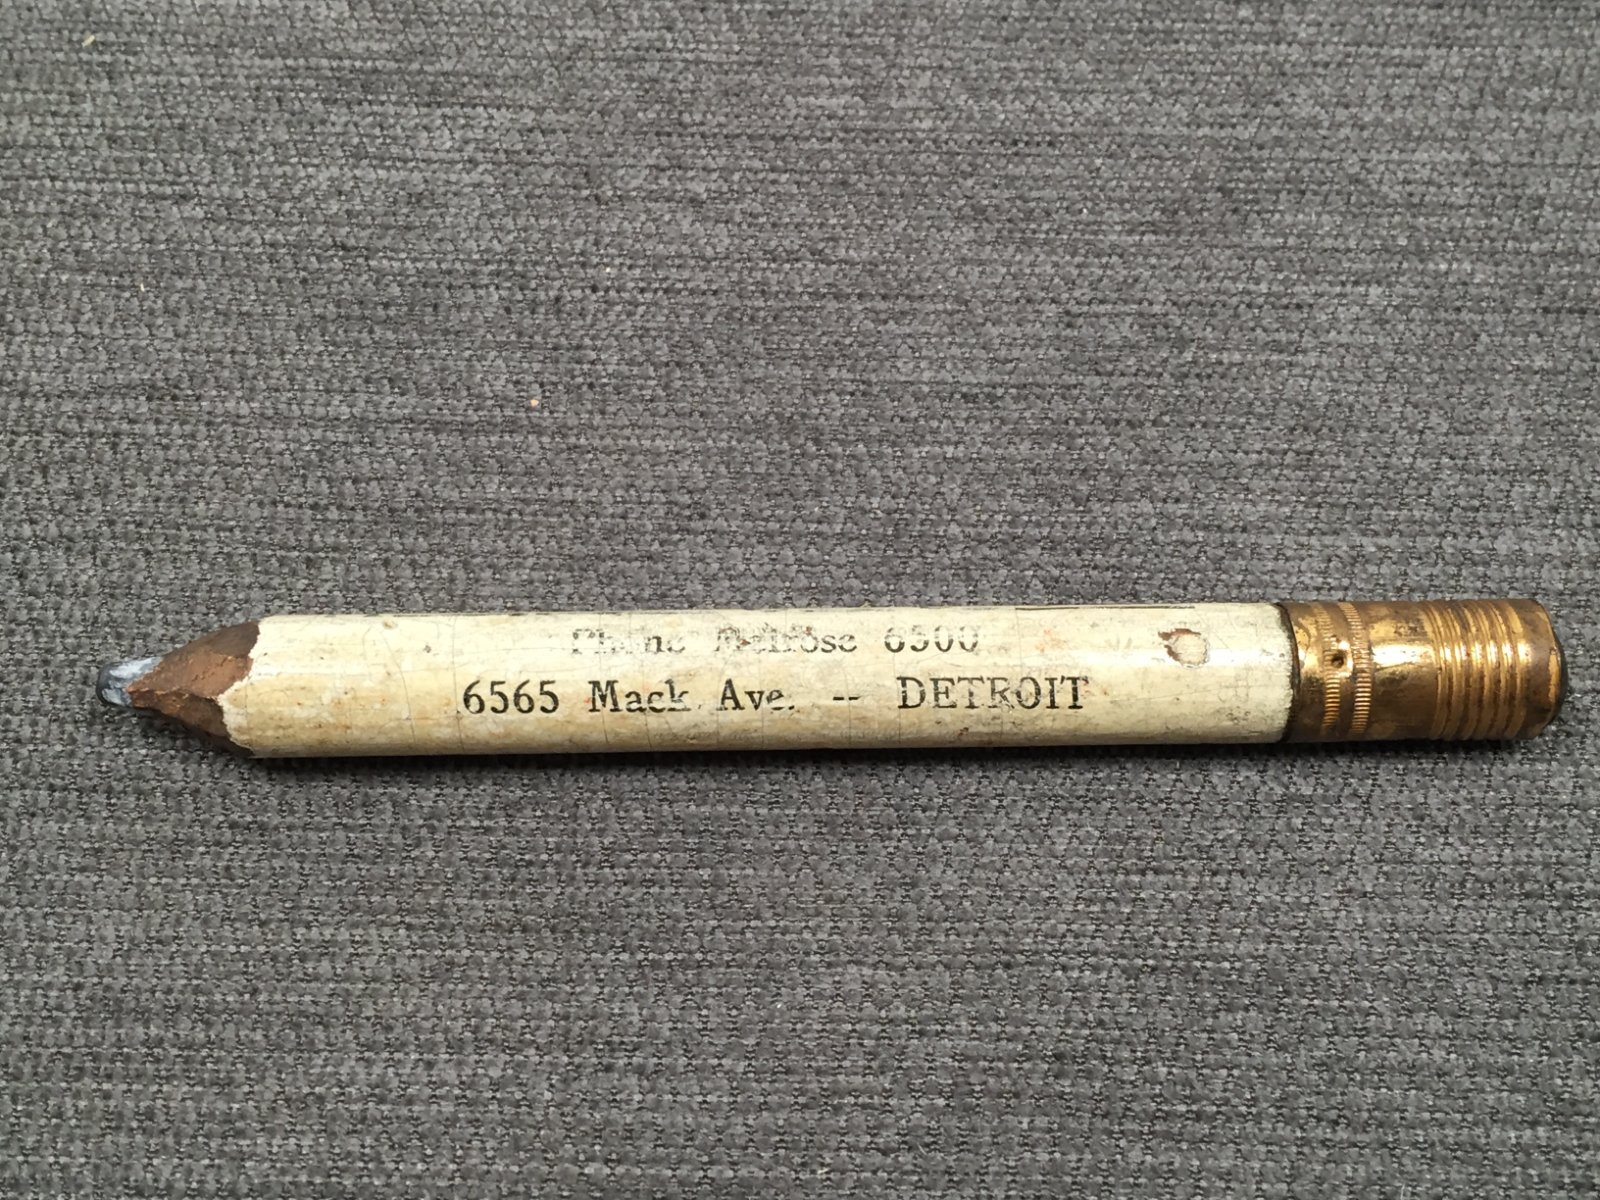 Phone Melrose 6500
6565 Mack Ave. -- DETROIT